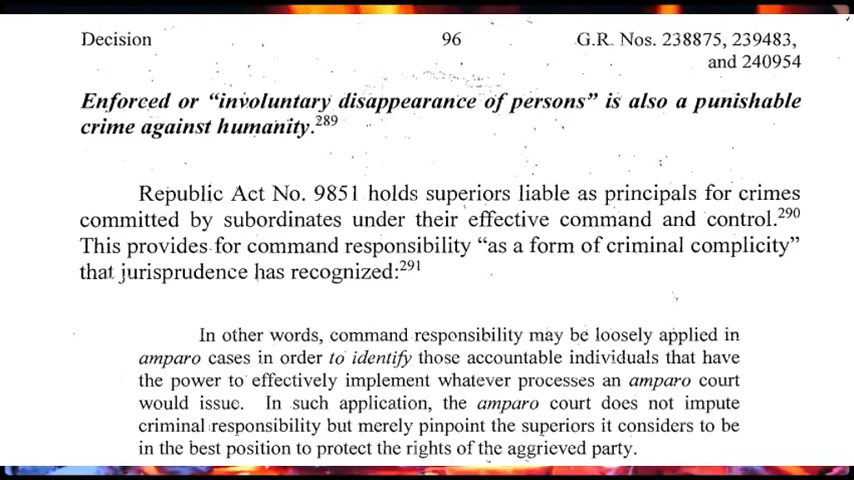 Decision 96 G.R. Nos. 238875, 239483,
and 240954
Enforced or “involuntary disappearance of persons” is also a punishable
crime against humanity.289
Republic Act No. 9851 holds superiors liable as principals for crimes
committed by subordinates under their effective command and control.290
This provides for command responsibility “as a form of criminal complicity”
that jurisprudence has recognized:291
In other words, command responsibility may be loosely applied in
amparo cases in order to identify those accountable individuals that have
the power to effectively implement whatever processes an amparo court
would issue. In such application, the amparo court does not impute
criminal responsibility but merely pinpoint the superiors it considers to be
in the best position to protect the rights of the aggrieved party.